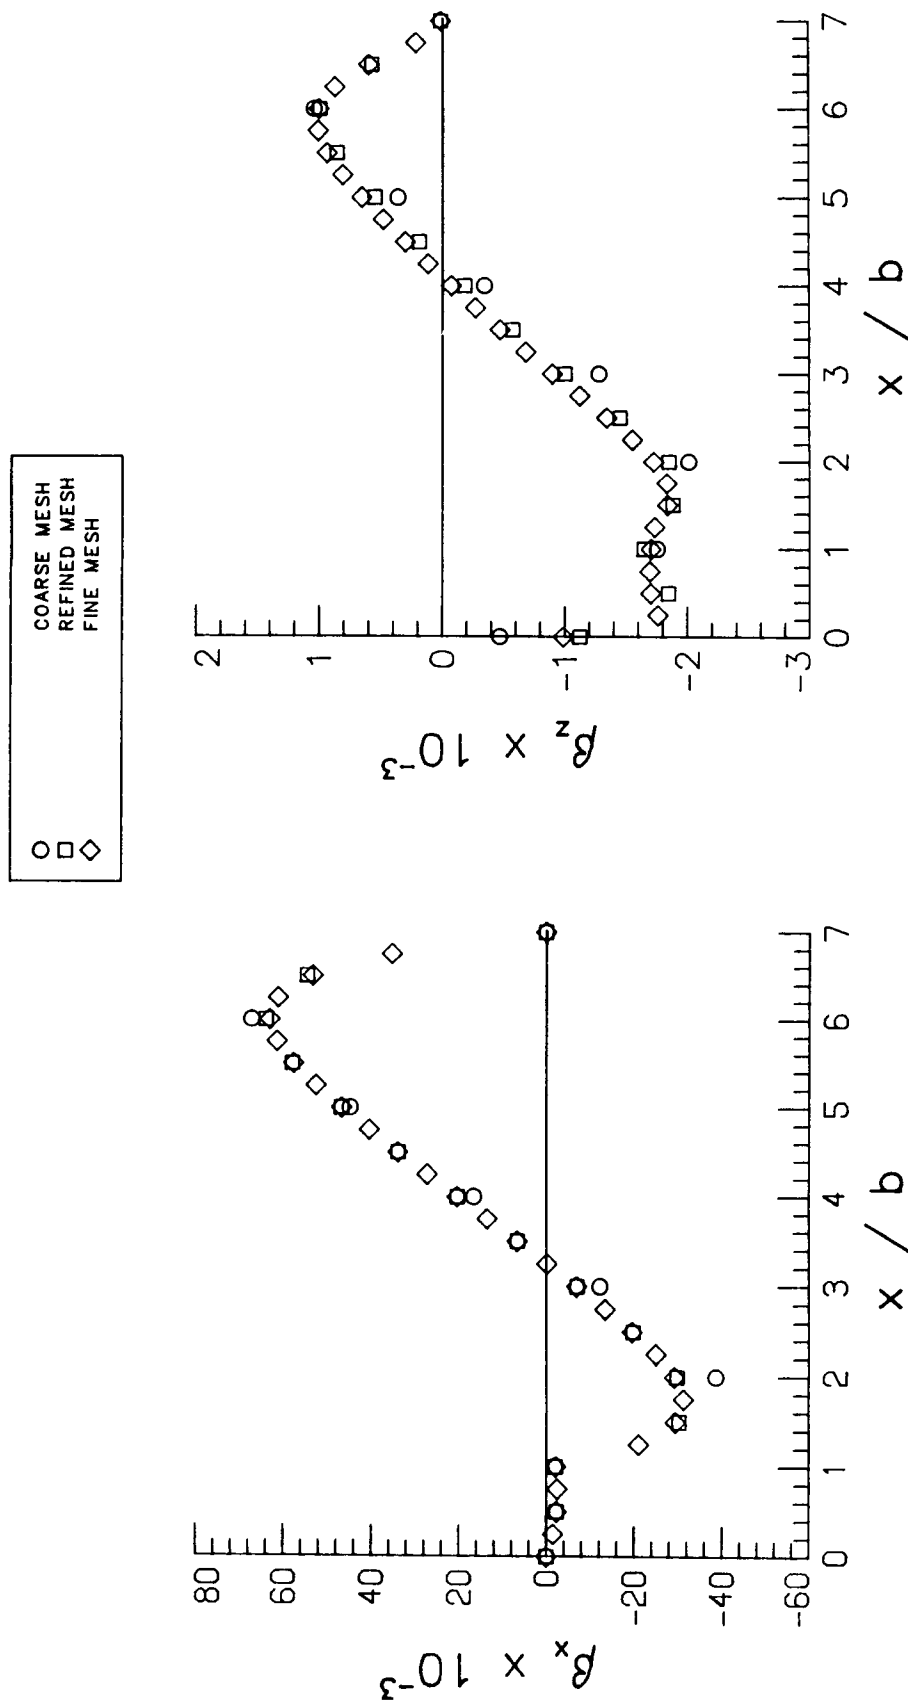 COARSE MESH
REFINED MESH
FINE MESH
βx × 10⁻³
80
60
40
20
0
-20
-40
-60
0 1 2 3 4 5 6 7
x / b
βz × 10⁻³
2
1
0
-1
-2
-3
0 1 2 3 4 5 6 7
x / b